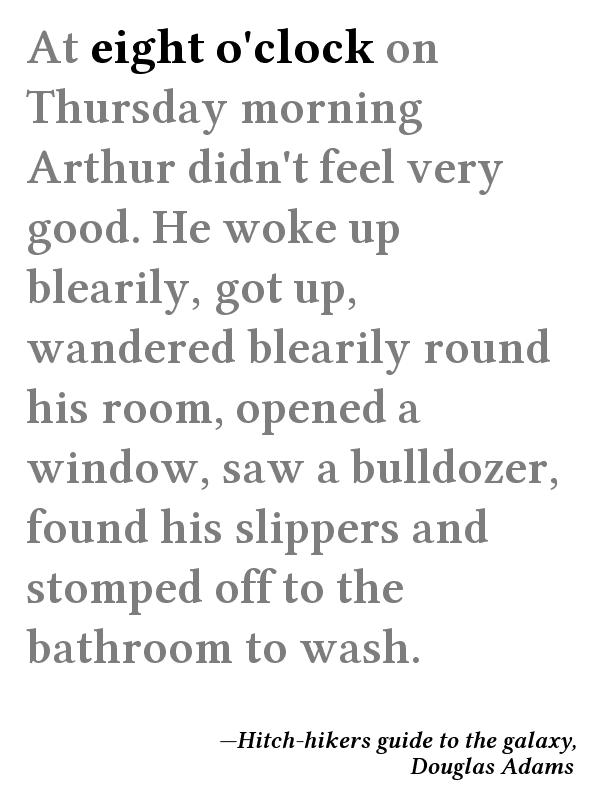 At eight o'clock on
Thursday morning
Arthur didn't feel very
good. He woke up
blearily, got up,
wandered blearily round
his room, opened a
window, saw a bulldozer,
found his slippers and
stomped off to the
bathroom to wash.
—Hitch-hikers guide to the galaxy,
Douglas Adams